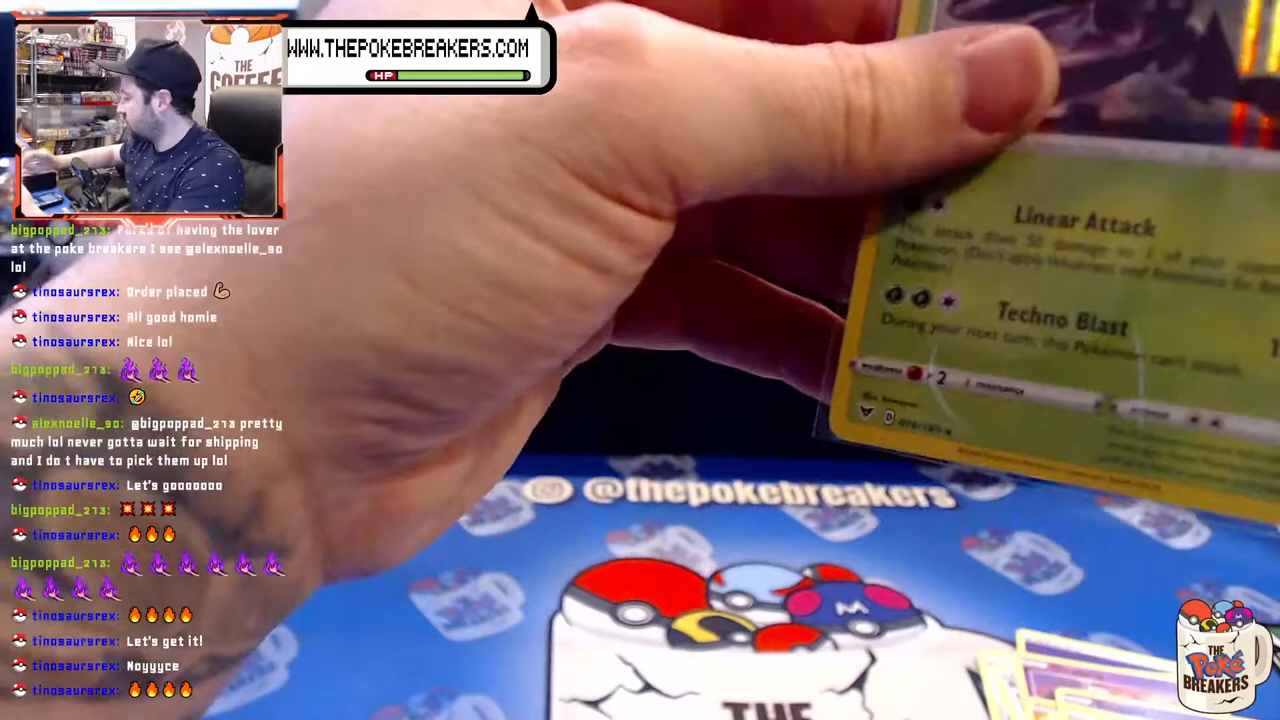 WWW.THEPOKEBREAKERS.COM
HP
THE
COFFEE
having the lover
at the poke breakers I see @alexnoelle_90
lol
tinosaursrex: Order placed
tinosaursrex: All good homie
tinosaursrex: Nice lol
bigpoppad_213:
tinosaursrex:
alexnoelle_90: @bigpoppad_213 pretty
much lol never gotta wait for shipping
and I do t have to pick them up lol
tinosaursrex: Let's gooooooo
bigpoppad_213:
tinosaursrex:
bigpoppad_213:
tinosaursrex:
tinosaursrex: Let's get it!
tinosaursrex: Noyyyce
tinosaursrex:
Linear Attack
Techno Blast
During your next turn, this Pokémon can't attack.
weakness ×2 resistance
@thepokebreakers
M
THE
THE
Poké
BREAKERS